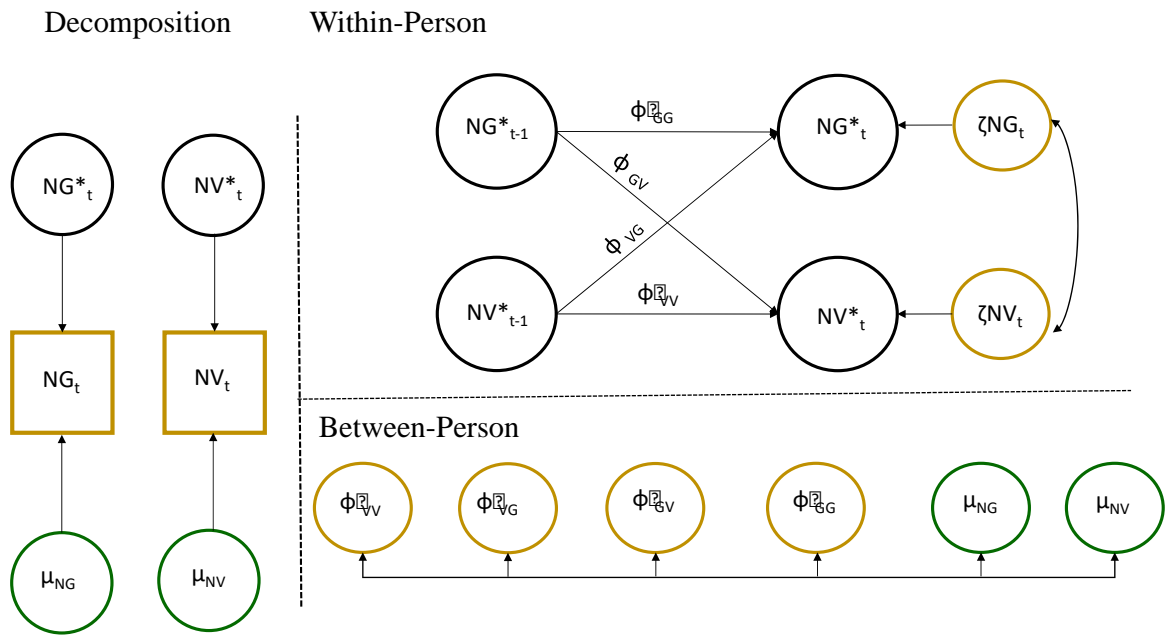 Decomposition
Within-Person
NG*t
NV*t
NGt
NVt
μNG
μNV
NG*t-1
ϕGG
NG*t
ζNGt
ϕGV
ϕVG
NV*t-1
ϕVV
NV*t
ζNVt
Between-Person
ϕVV
ϕVG
ϕGV
ϕGG
μNG
μNV